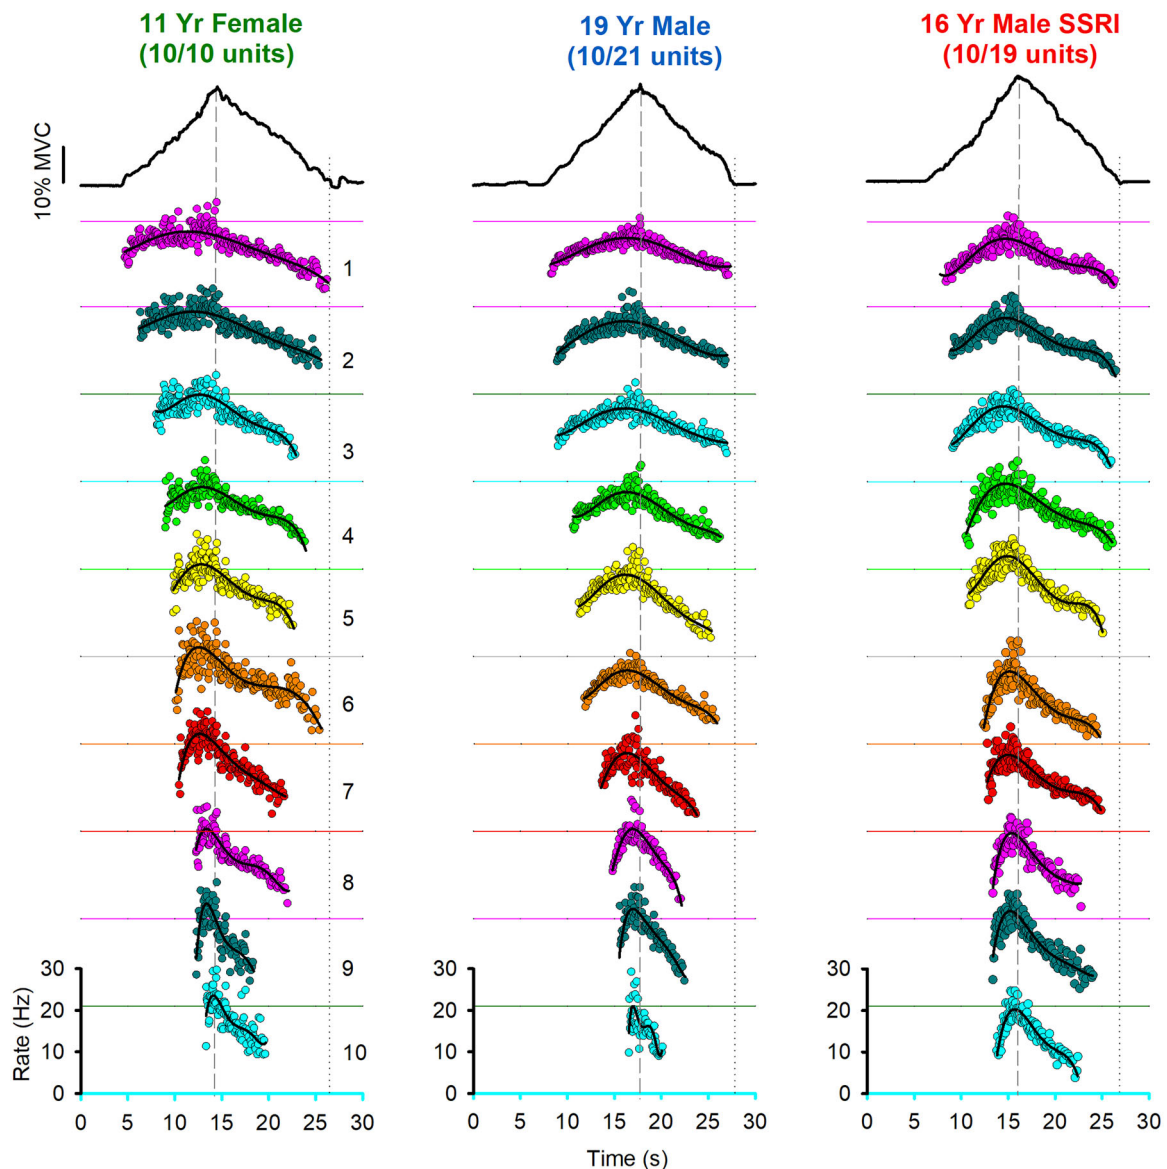 11 Yr Female
(10/10 units)
19 Yr Male
(10/21 units)
16 Yr Male SSRI
(10/19 units)
10% MVC
1
2
3
4
5
6
7
8
9
10
Rate (Hz)
30
20
10
0
30
20
10
0
30
20
10
0
0 5 10 15 20 25 30
0 5 10 15 20 25 30
0 5 10 15 20 25 30
Time (s)